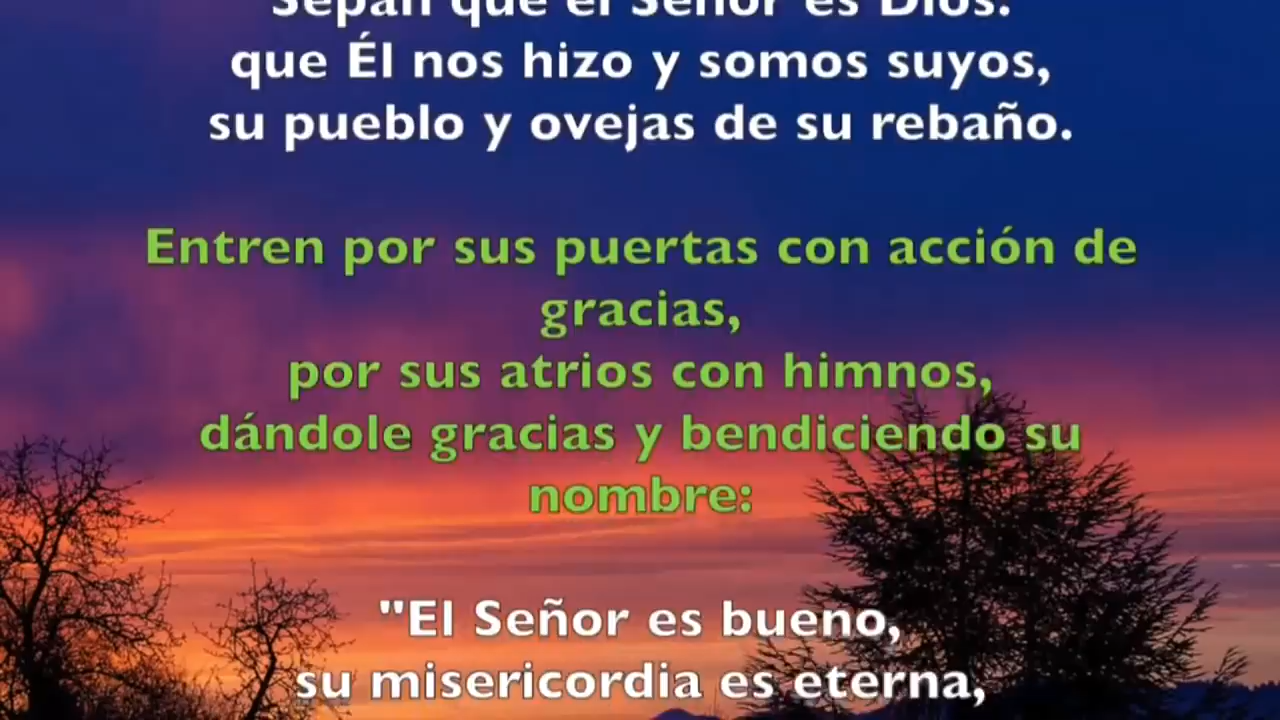 Sepan que el Señor es Dios:
que Él nos hizo y somos suyos,
su pueblo y ovejas de su rebaño.
Entren por sus puertas con acción de
gracias,
por sus atrios con himnos,
dándole gracias y bendiciendo su
nombre:
"El Señor es bueno,
su misericordia es eterna,